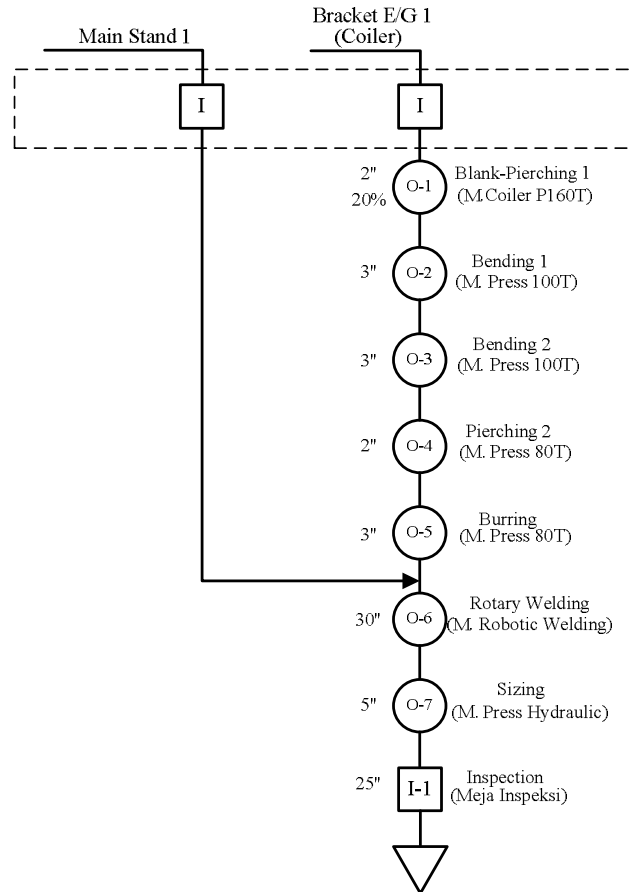 Main Stand 1
Bracket E/G 1
(Coiler)
I
I
2"
20%
O-1
Blank-Pierching 1
(M.Coiler P160T)
3"
O-2
Bending 1
(M. Press 100T)
3"
O-3
Bending 2
(M. Press 100T)
2"
O-4
Pierching 2
(M. Press 80T)
3"
O-5
Burring
(M. Press 80T)
30"
O-6
Rotary Welding
(M. Robotic Welding)
5"
O-7
Sizing
(M. Press Hydraulic)
25"
I-1
Inspection
(Meja Inspeksi)